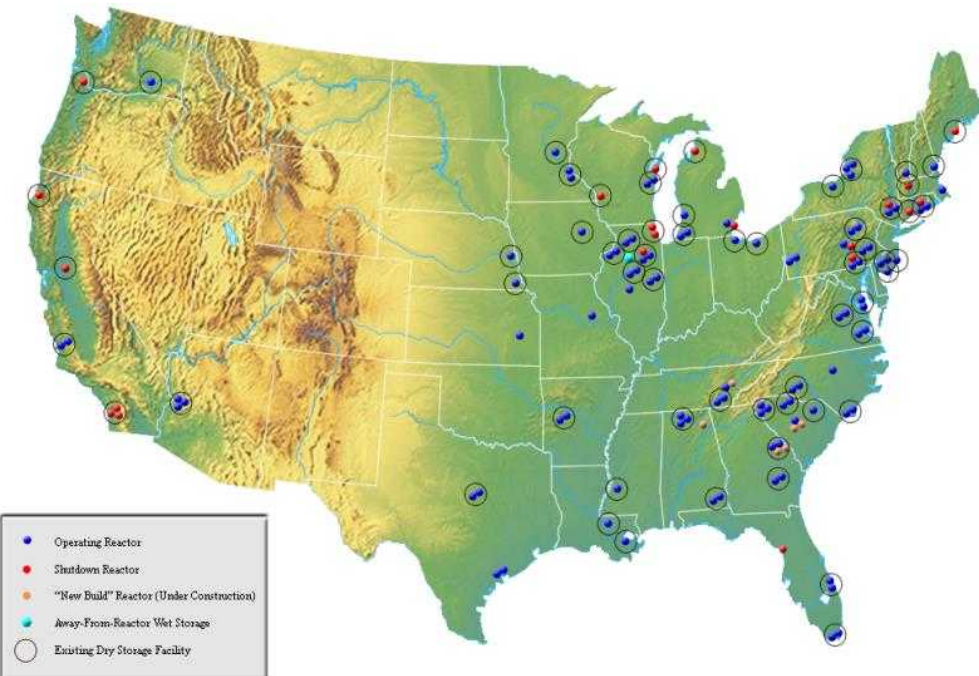 Operating Reactor
Shutdown Reactor
"New Build" Reactor (Under Construction)
Away-From-Reactor Wet Storage
Existing Dry Storage Facility